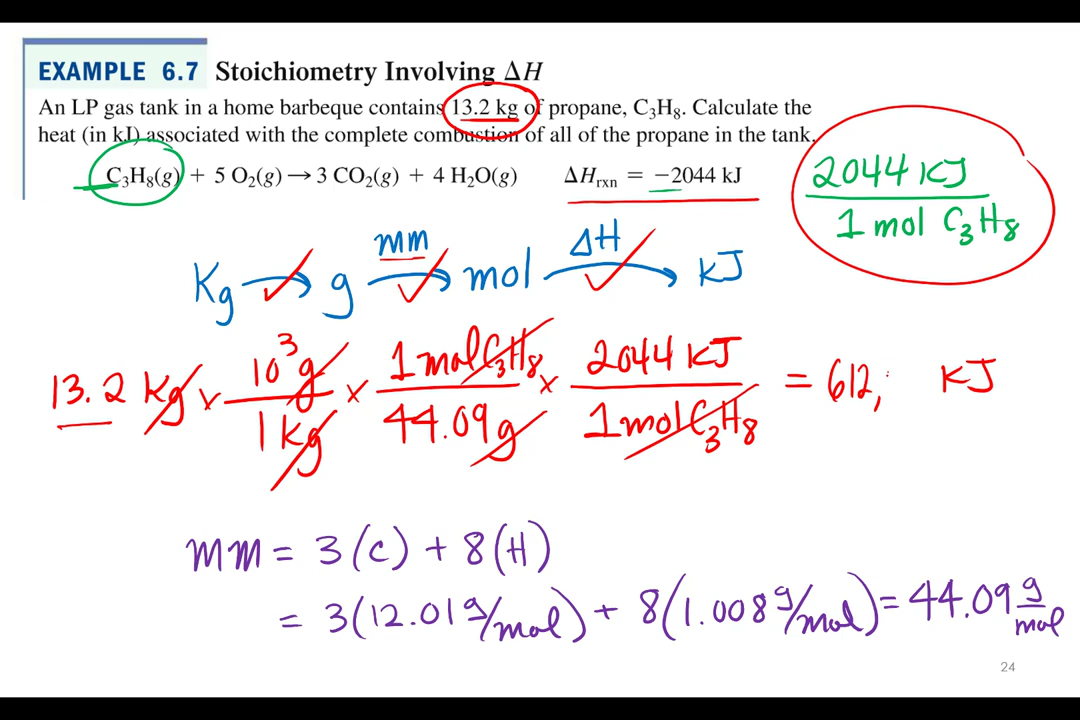 EXAMPLE 6.7 Stoichiometry Involving ΔH
An LP gas tank in a home barbeque contains 13.2 kg of propane, C₃H₈. Calculate the
heat (in kJ) associated with the complete combustion of all of the propane in the tank.
C₃H₈(g) + 5 O₂(g) → 3 CO₂(g) + 4 H₂O(g) ΔHrxn = −2044 kJ
2044 KJ
1 mol C₃H₈
mm ΔH
Kg → g → mol → KJ
13.2 kg × 10³g × 1 mol C₃H₈ × 2044 KJ = 612, KJ
1 kg 44.09 g 1 mol C₃H₈
MM = 3(C) + 8(H)
= 3(12.01 g/mol) + 8(1.008 g/mol) = 44.09 g/mol
24